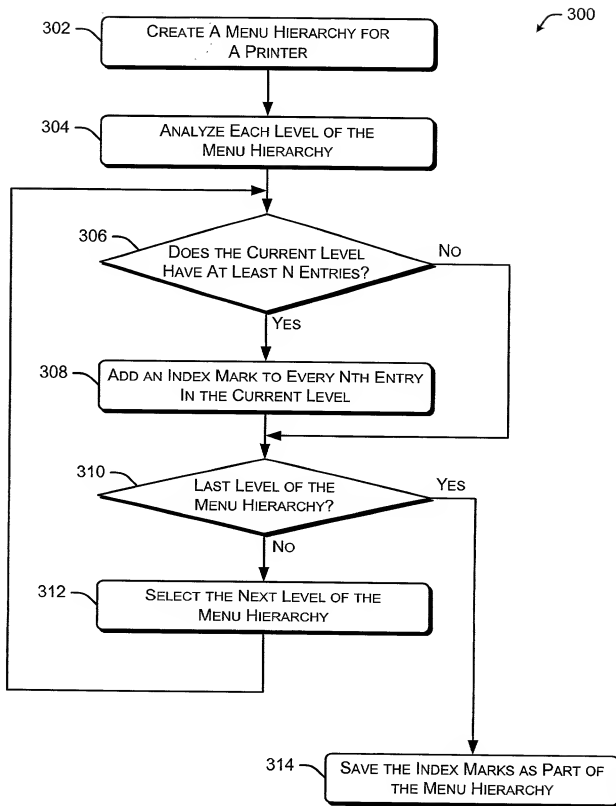 300
302
CREATE A MENU HIERARCHY FOR
A PRINTER
304
ANALYZE EACH LEVEL OF THE
MENU HIERARCHY
306
DOES THE CURRENT LEVEL
HAVE AT LEAST N ENTRIES?
NO
YES
308
ADD AN INDEX MARK TO EVERY NTH ENTRY
IN THE CURRENT LEVEL
310
LAST LEVEL OF THE
MENU HIERARCHY?
YES
NO
312
SELECT THE NEXT LEVEL OF THE
MENU HIERARCHY
314
SAVE THE INDEX MARKS AS PART OF
THE MENU HIERARCHY